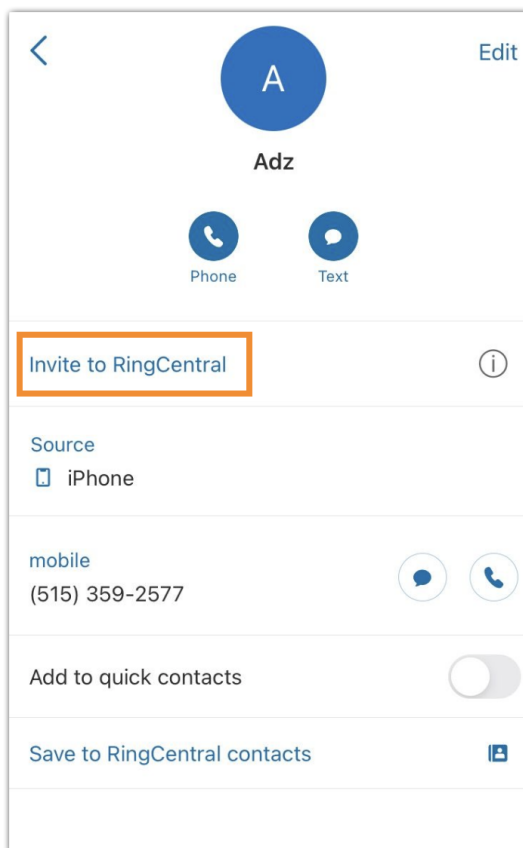 Edit
A
Adz
Phone Text
Invite to RingCentral
Source
iPhone
mobile
(515) 359-2577
Add to quick contacts
Save to RingCentral contacts